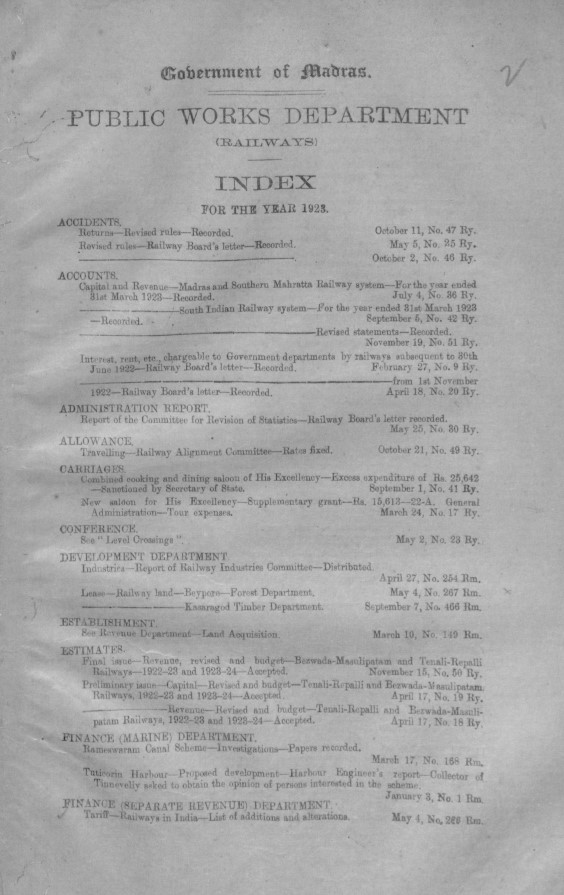 2
Government of Madras.
PUBLIC WORKS DEPARTMENT
(RAILWAYS)
INDEX
FOR THE YEAR 1923.
ACCIDENTS.
Returns—Revised rules—Recorded. October 11, No. 47 Ry.
Revised rules—Railway Board's letter—Recorded. May 5, No. 25 Ry.
————. October 2, No. 46 Ry.
ACCOUNTS.
Capital and Revenue—Madras and Southern Mahratta Railway system—For the year ended
31st March 1923—Recorded. July 4, No. 36 Ry.
————South Indian Railway system—For the year ended 31st March 1923
—Recorded. September 5, No. 42 Ry.
————Revised statements—Recorded.
November 19, No. 51 Ry.
Interest, rent, etc., chargeable to Government departments by railways subsequent to 30th
June 1922—Railway Board's letter—Recorded. February 27, No. 9 Ry.
————from 1st November
1922—Railway Board's letter—Recorded. April 18, No. 20 Ry.
ADMINISTRATION REPORT.
Report of the Committee for Revision of Statistics—Railway Board's letter recorded.
May 25, No. 30 Ry.
ALLOWANCE.
Travelling—Railway Alignment Committee—Rates fixed. October 21, No. 49 Ry.
CARRIAGES.
Combined cooking and dining saloon of His Excellency—Excess expenditure of Rs. 25,642
—Sanctioned by Secretary of State. September 1, No. 41 Ry.
New saloon for His Excellency—Supplementary grant—Rs. 15,613—22-A. General
Administration—Tour expenses. March 24, No. 17 Ry.
CONFERENCE.
See "Level Crossings". May 2, No. 23 Ry.
DEVELOPMENT DEPARTMENT.
Industries—Report of Railway Industries Committee—Distributed.
April 27, No. 254 Rm.
Lease—Railway land—Beypore—Forest Department. May 4, No. 267 Rm.
————Kasaragod Timber Department. September 7, No. 466 Rm.
ESTABLISHMENT.
See Revenue Department—Land Acquisition. March 10, No. 149 Rm.
ESTIMATES.
Final issue—Revenue, revised and budget—Bezwada-Masulipatam and Tenali-Repalli
Railways—1922-23 and 1923-24—Accepted. November 15, No. 50 Ry.
Preliminary issue—Capital—Revised and budget—Tenali-Repalli and Bezwada-Masulipatam
Railways, 1922-23 and 1923-24—Accepted. April 17, No. 19 Ry.
————Revenue—Revised and budget—Tenali-Repalli and Bezwada-Masuli-
patam Railways, 1922-23 and 1923-24—Accepted. April 17, No. 18 Ry.
FINANCE (MARINE) DEPARTMENT.
Rameswaram Canal Scheme—Investigations—Papers recorded.
March 17, No. 168 Rm.
Tuticorin Harbour—Proposed development—Harbour Engineer's report—Collector of
Tinnevelly asked to obtain the opinion of persons interested in the scheme.
January 3, No. 1 Rm.
FINANCE (SEPARATE REVENUE) DEPARTMENT.
Tariff—Railways in India—List of additions and alterations. May 4, No. Rm.